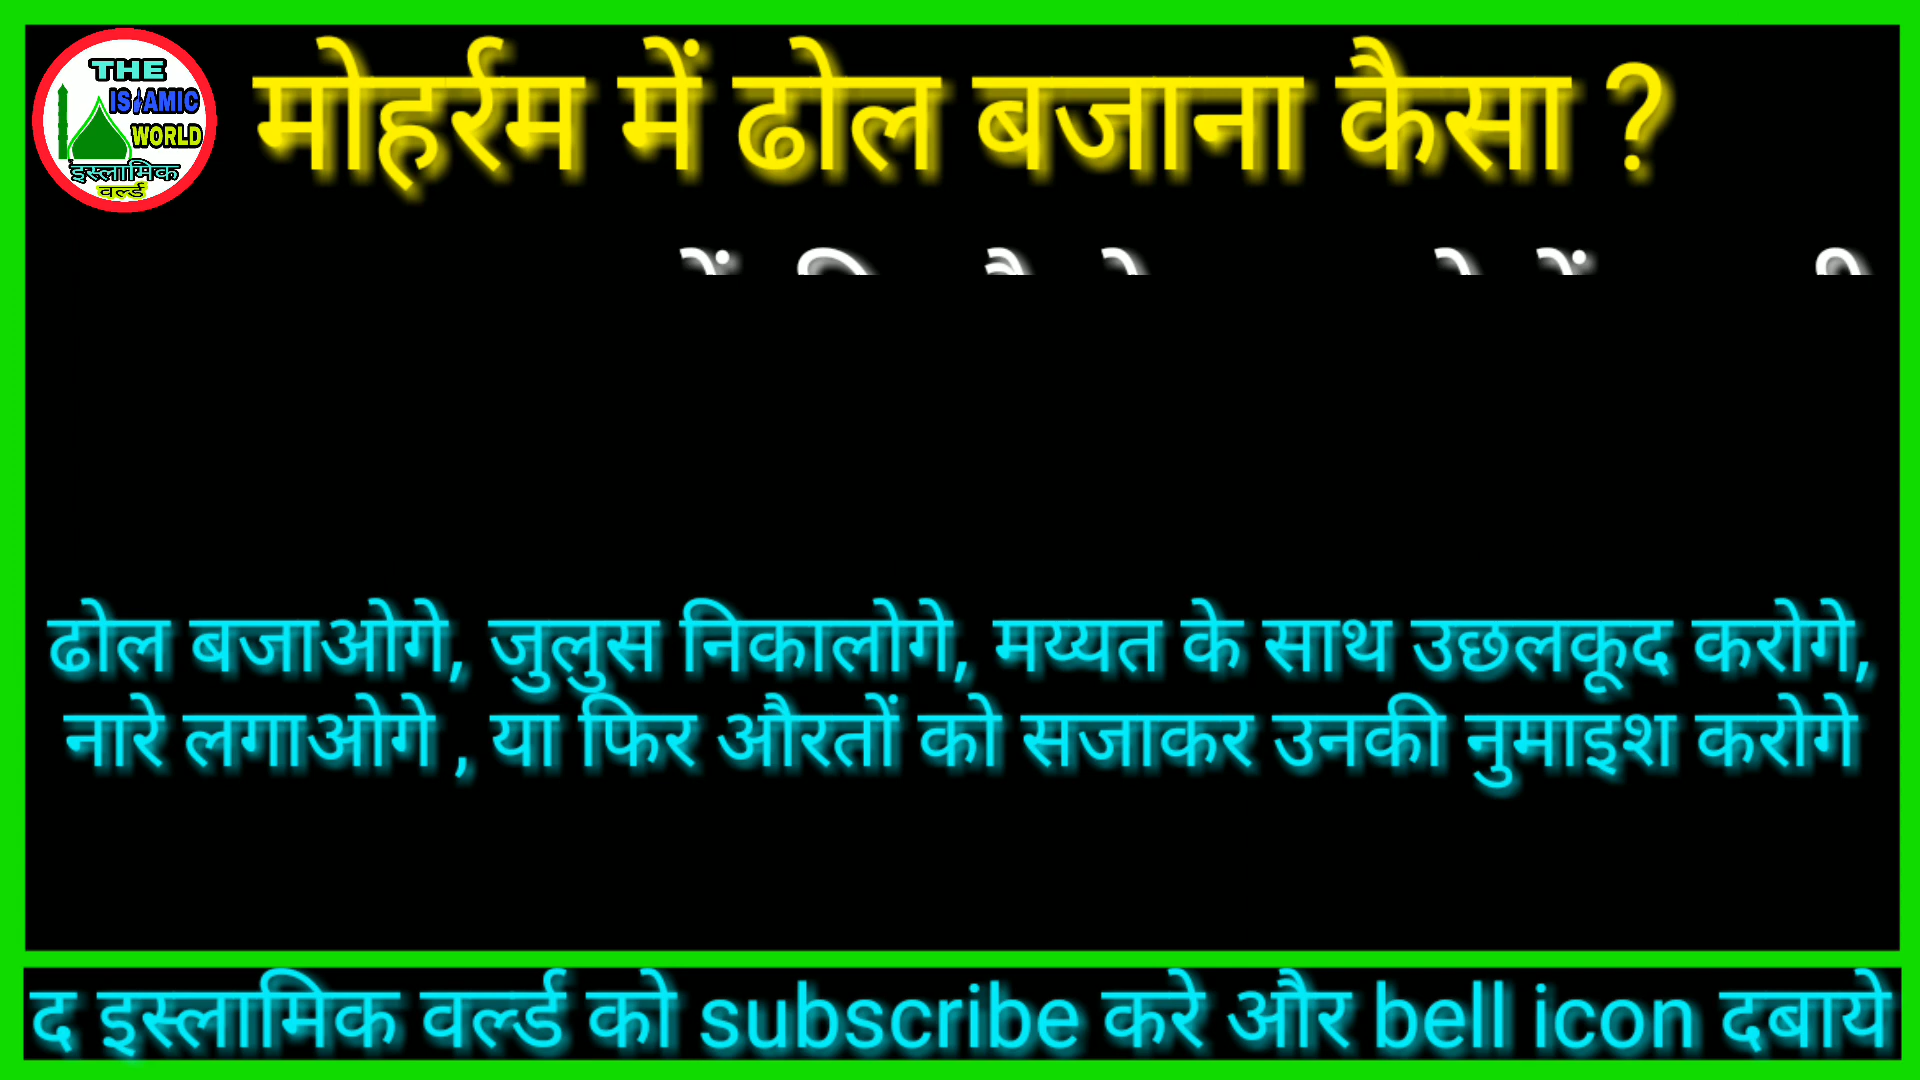 THE
ISLAMIC
WORLD
इस्लामिक
वर्ल्ड
मोहर्रम में ढोल बजाना कैसा ?
ढोल बजाओगे, जुलुस निकालोगे, मय्यत के साथ उछलकूद करोगे,
नारे लगाओगे , या फिर औरतों को सजाकर उनकी नुमाइश करोगे
द इस्लामिक वर्ल्ड को subscribe करे और bell icon दबाये